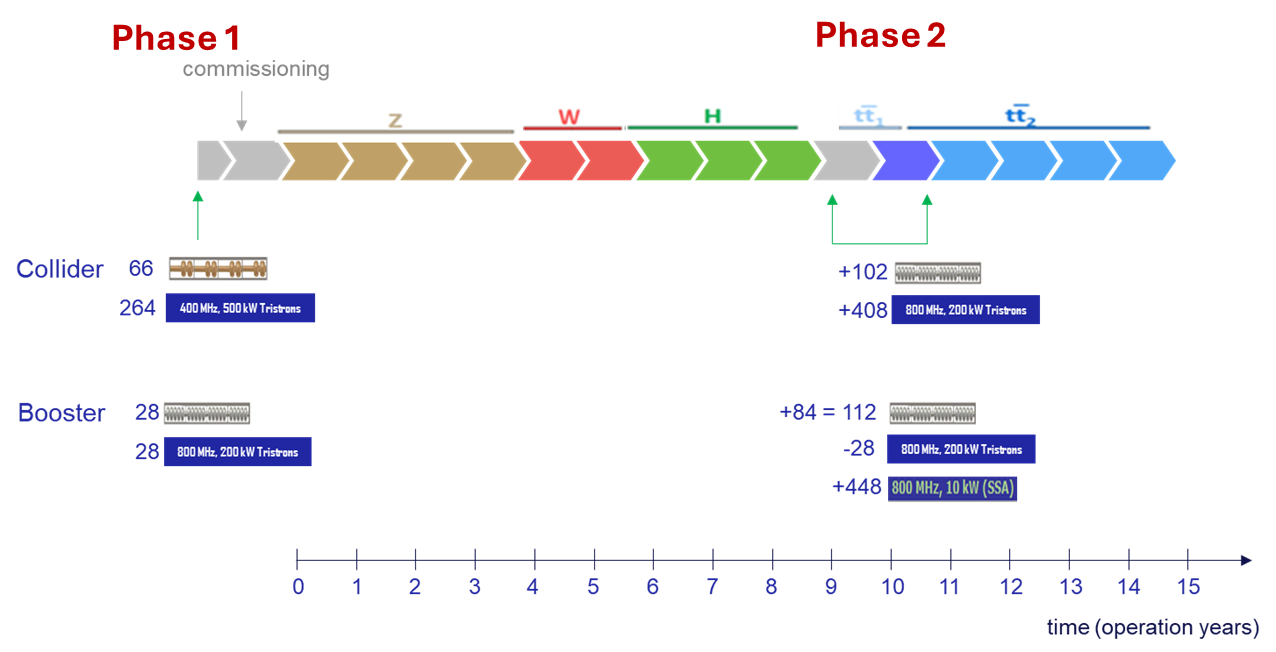 Phase 1
Phase 2
commissioning
Z
W
H
tt̅₁
tt̅₂
Collider
66
+102
264
400 MHz, 500 kW Tristrons
+408
800 MHz, 200 kW Tristrons
Booster
28
+84 = 112
28
800 MHz, 200 kW Tristrons
-28
800 MHz, 200 kW Tristrons
+448
800 MHz, 10 kW (SSA)
0 1 2 3 4 5 6 7 8 9 10 11 12 13 14 15
time (operation years)